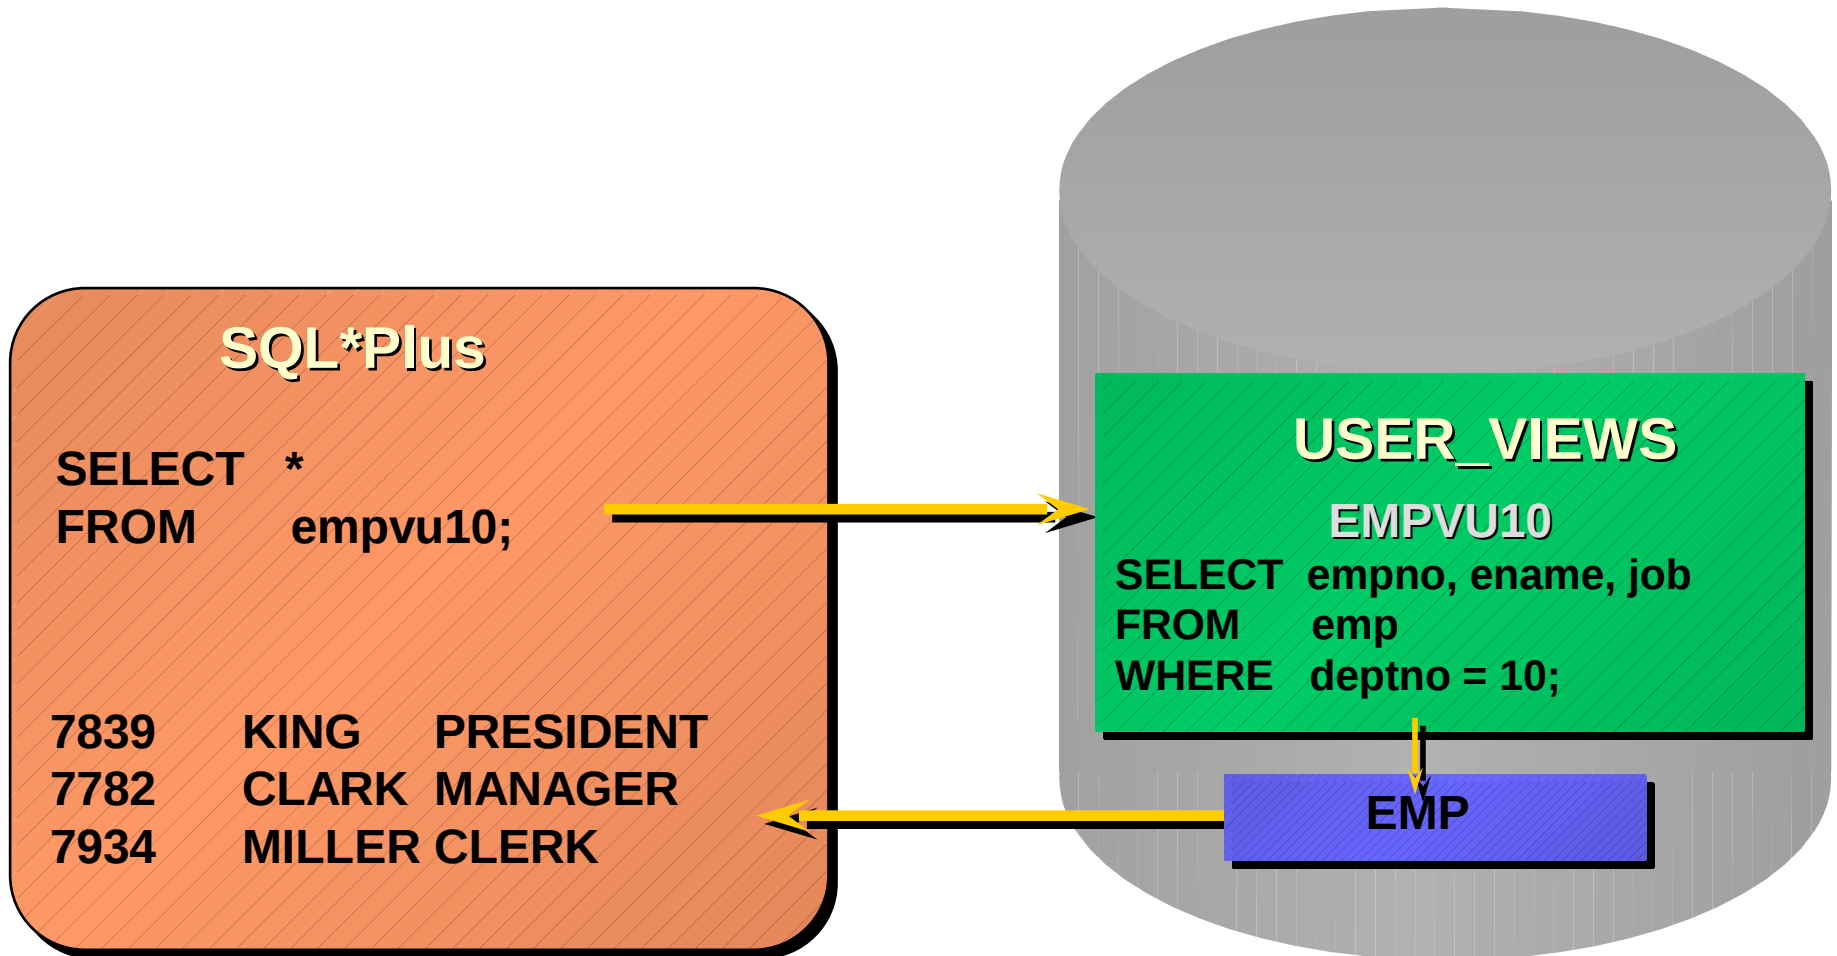 SQL*Plus
SELECT *
FROM empvu10;
7839 KING PRESIDENT
7782 CLARK MANAGER
7934 MILLER CLERK
USER_VIEWS
EMPVU10
SELECT empno, ename, job
FROM emp
WHERE deptno = 10;
EMP